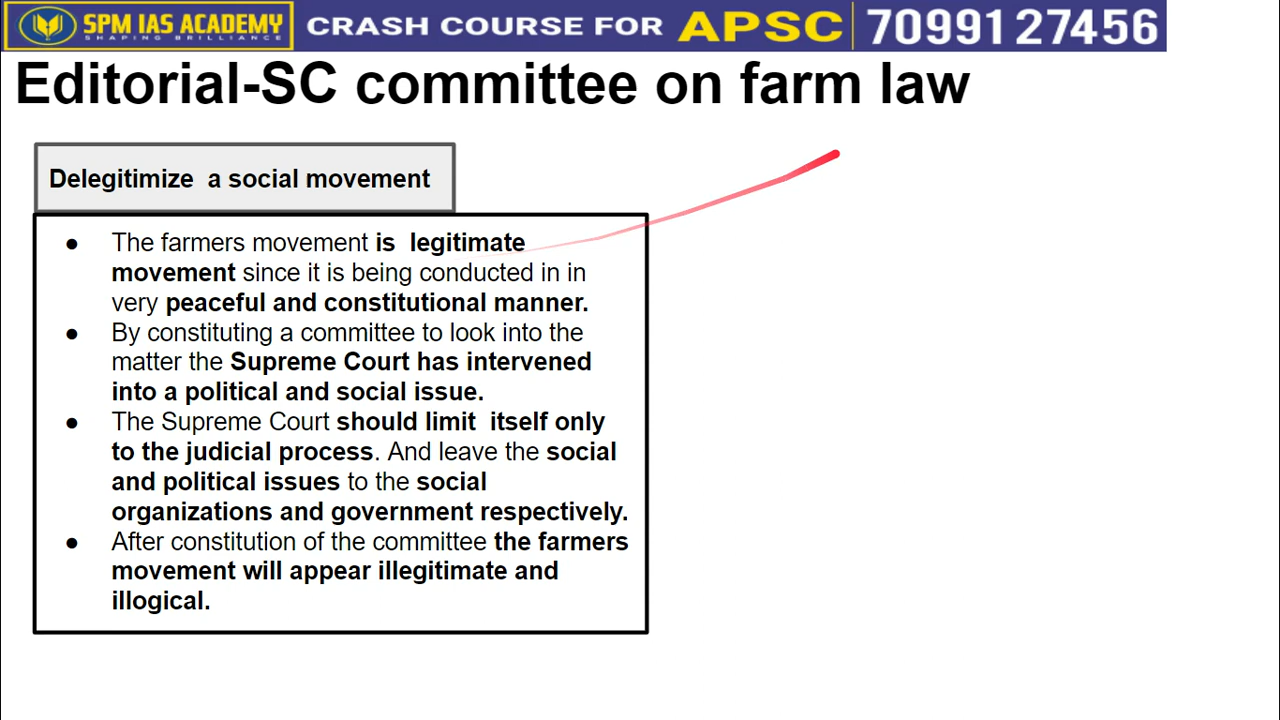 SPM IAS ACADEMY
SHAPING BRILLIANCE
CRASH COURSE FOR APSC 70991 27456
Editorial-SC committee on farm law
Delegitimize a social movement
● The farmers movement is legitimate
movement since it is being conducted in in
very peaceful and constitutional manner.
● By constituting a committee to look into the
matter the Supreme Court has intervened
into a political and social issue.
● The Supreme Court should limit itself only
to the judicial process. And leave the social
and political issues to the social
organizations and government respectively.
● After constitution of the committee the farmers
movement will appear illegitimate and
illogical.